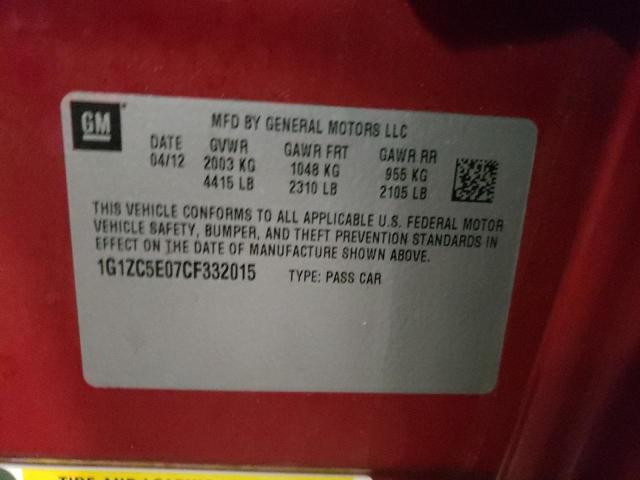 GM
MFD BY GENERAL MOTORS LLC
DATE GVWR GAWR FRT GAWR RR
04/12 2003 KG 1048 KG 955 KG
4415 LB 2310 LB 2105 LB
THIS VEHICLE CONFORMS TO ALL APPLICABLE U.S. FEDERAL MOTOR
VEHICLE SAFETY, BUMPER, AND THEFT PREVENTION STANDARDS IN
EFFECT ON THE DATE OF MANUFACTURE SHOWN ABOVE.
1G1ZC5E07CF332015 TYPE: PASS CAR
TIRE AND